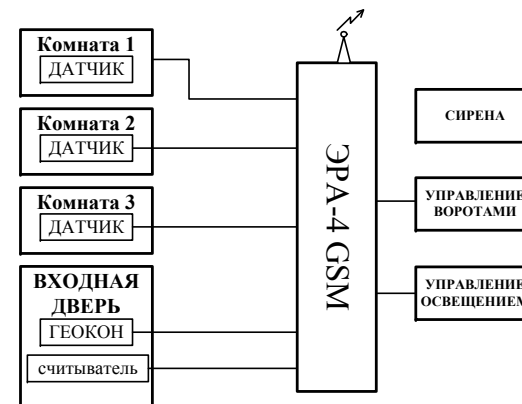 Комната 1
ДАТЧИК
Комната 2
ДАТЧИК
Комната 3
ДАТЧИК
ВХОДНАЯ
ДВЕРЬ
ГЕОКОН
считыватель
ЭРА-4 GSM
СИРЕНА
УПРАВЛЕНИЕ
ВОРОТАМИ
УПРАВЛЕНИЕ
ОСВЕЩЕНИЕМ